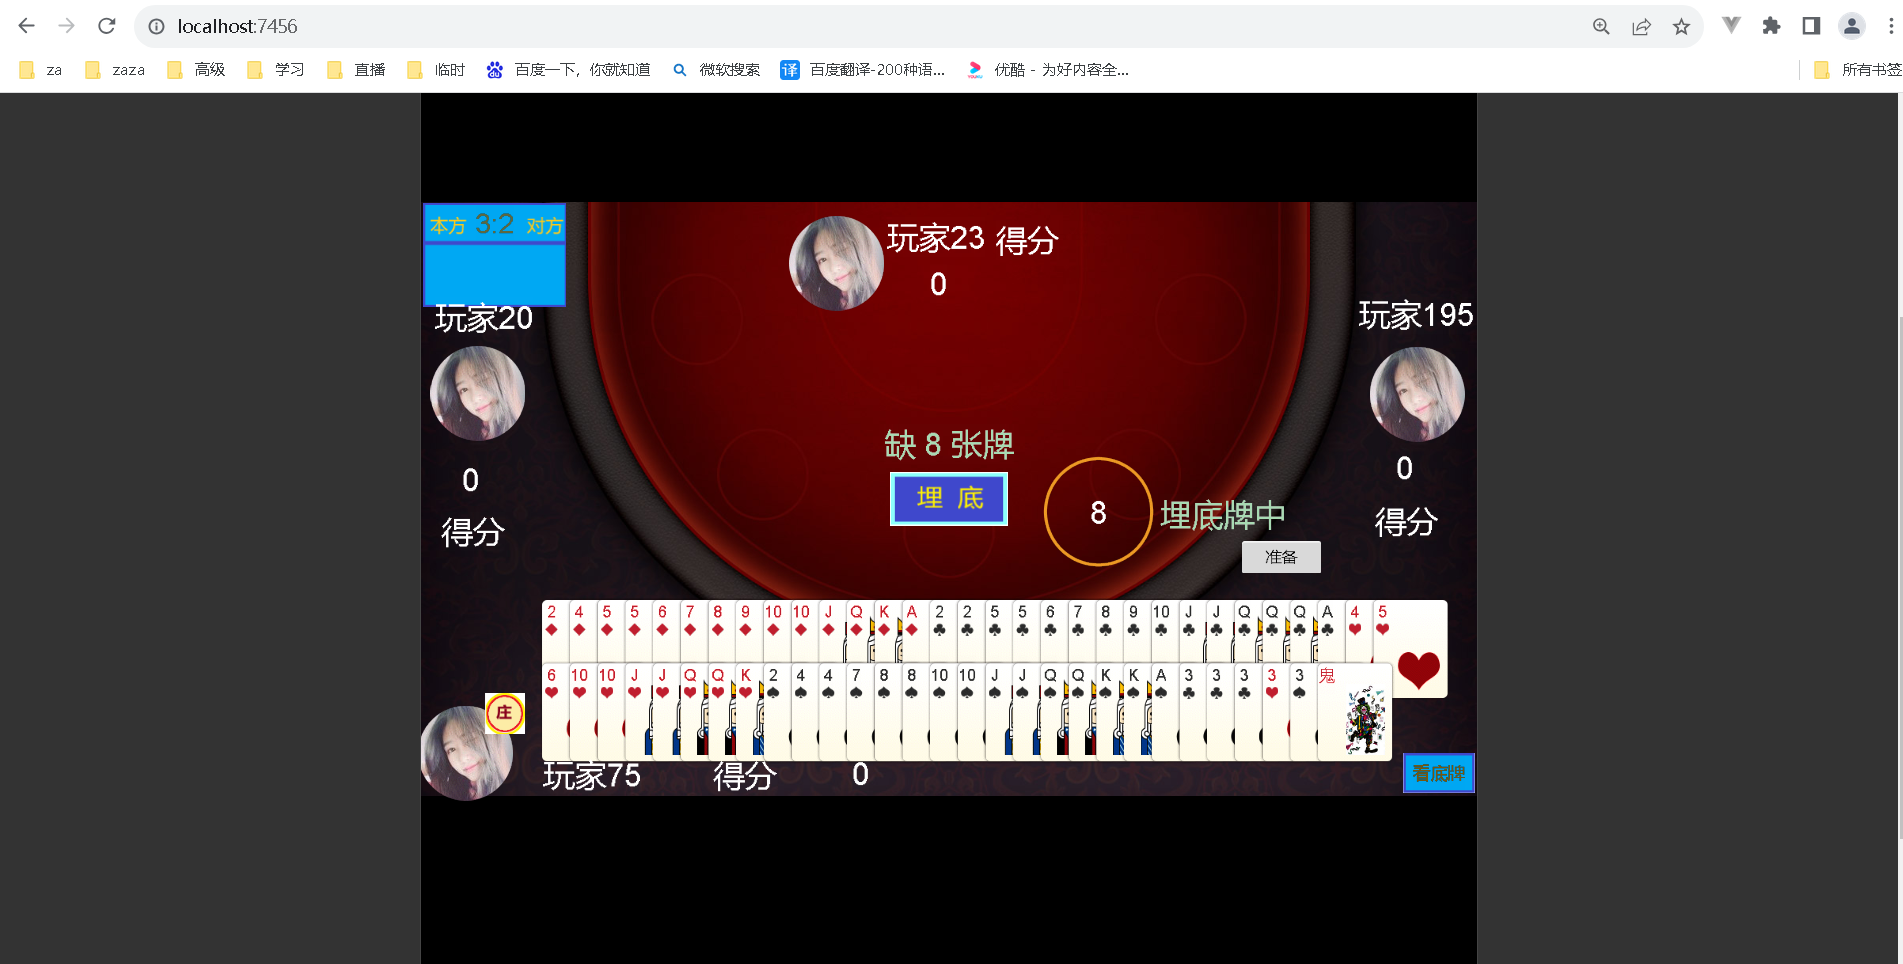 localhost:7456
za zaza 高级 学习 直播 临时 百度一下，你就知道 微软搜索 译 百度翻译-200种语... 优酷 - 为好内容全... 所有书签
本方 3:2 对方
玩家23 得分
0
玩家20
玩家195
0
得分
0
得分
缺 8 张牌
埋 底
8 埋底牌中
准备
2 4 5 5 6 7 8 9 10 10 J Q K A 2 2 5 5 6 7 8 9 10 J J Q Q Q A 4 5
6 10 10 J J Q Q K 2 4 4 7 8 8 10 10 J J Q Q K K A 3 3 3 3 3 鬼
庄
玩家75 得分 0
看底牌